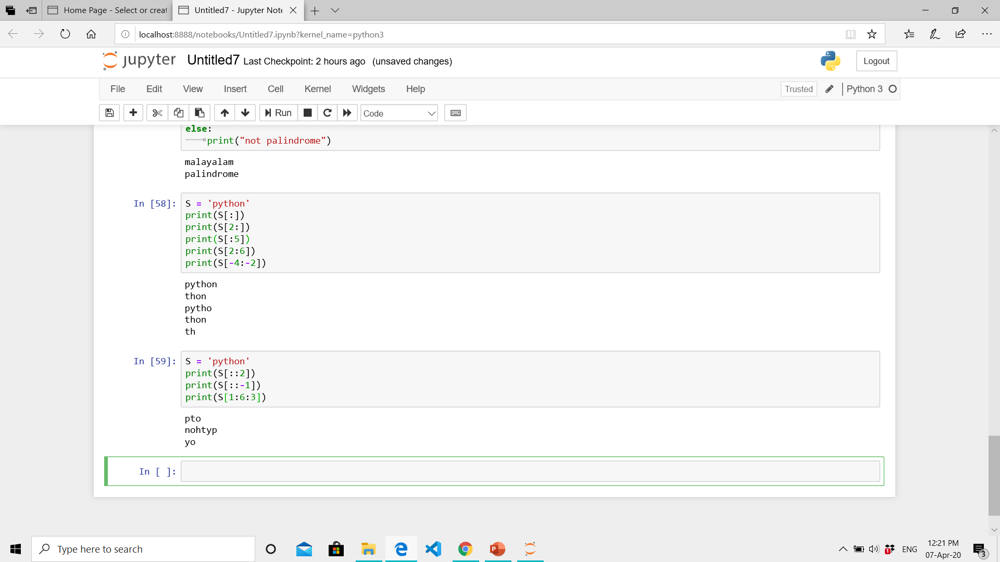 Home Page - Select or creat
Untitled7 - Jupyter Note
localhost:8888/notebooks/Untitled7.ipynb?kernel_name=python3
jupyter Untitled7 Last Checkpoint: 2 hours ago (unsaved changes)
Logout
File Edit View Insert Cell Kernel Widgets Help
Trusted Python 3
Run Code
else:
print("not palindrome")
malayalam
palindrome
In [58]: S = 'python'
print(S[:])
print(S[2:])
print(S[:5])
print(S[2:6])
print(S[-4:-2])
python
thon
pytho
thon
th
In [59]: S = 'python'
print(S[::2])
print(S[::-1])
print(S[1:6:3])
pto
nohtyp
yo
In [ ]:
Type here to search
P
1
ENG
12:21 PM
07-Apr-20
3